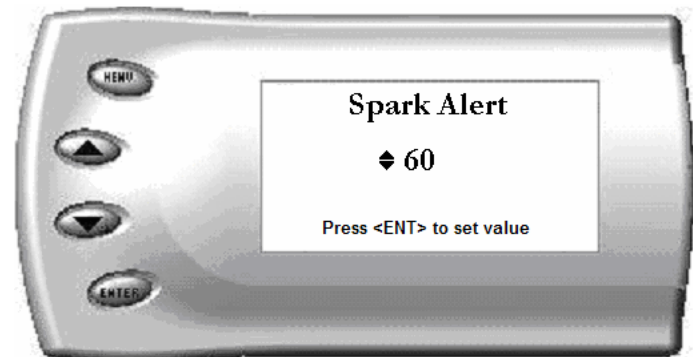 MENU
Spark Alert
60
Press <ENT> to set value
ENTER